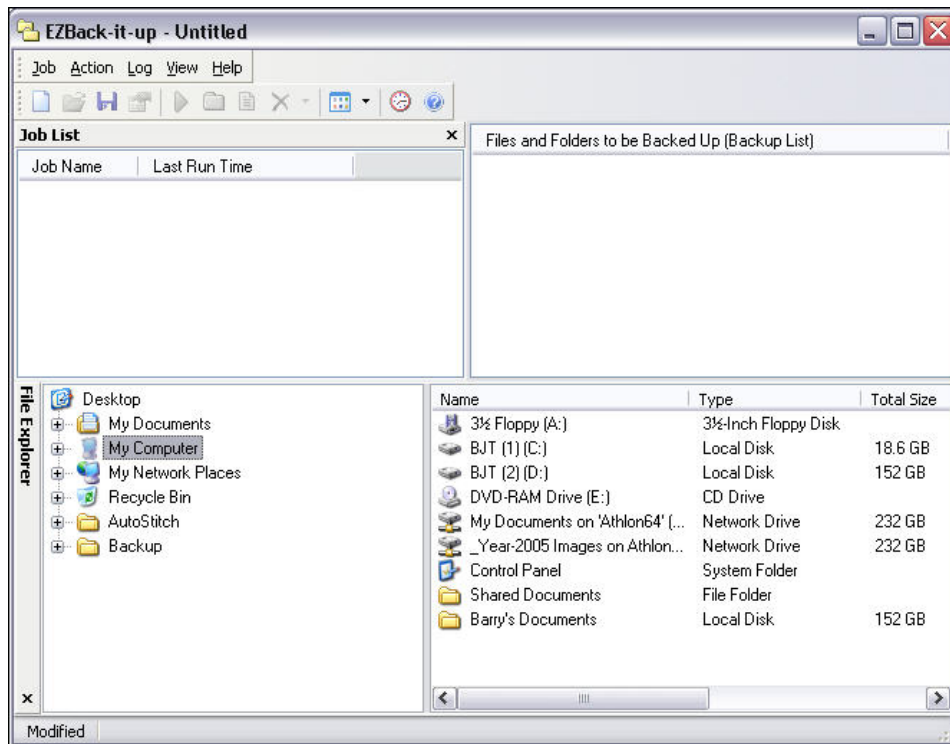 EZBack-it-up - Untitled
Job Action Log View Help
Job List
Job Name Last Run Time
Files and Folders to be Backed Up (Backup List)
File Explorer
Desktop
My Documents
My Computer
My Network Places
Recycle Bin
AutoStitch
Backup
Name Type Total Size
3½ Floppy (A:) 3½-Inch Floppy Disk
BJT (1) (C:) Local Disk 18.6 GB
BJT (2) (D:) Local Disk 152 GB
DVD-RAM Drive (E:) CD Drive
My Documents on 'Athlon64' (... Network Drive 232 GB
_Year-2005 Images on Athlon... Network Drive 232 GB
Control Panel System Folder
Shared Documents File Folder
Barry's Documents Local Disk 152 GB
Modified